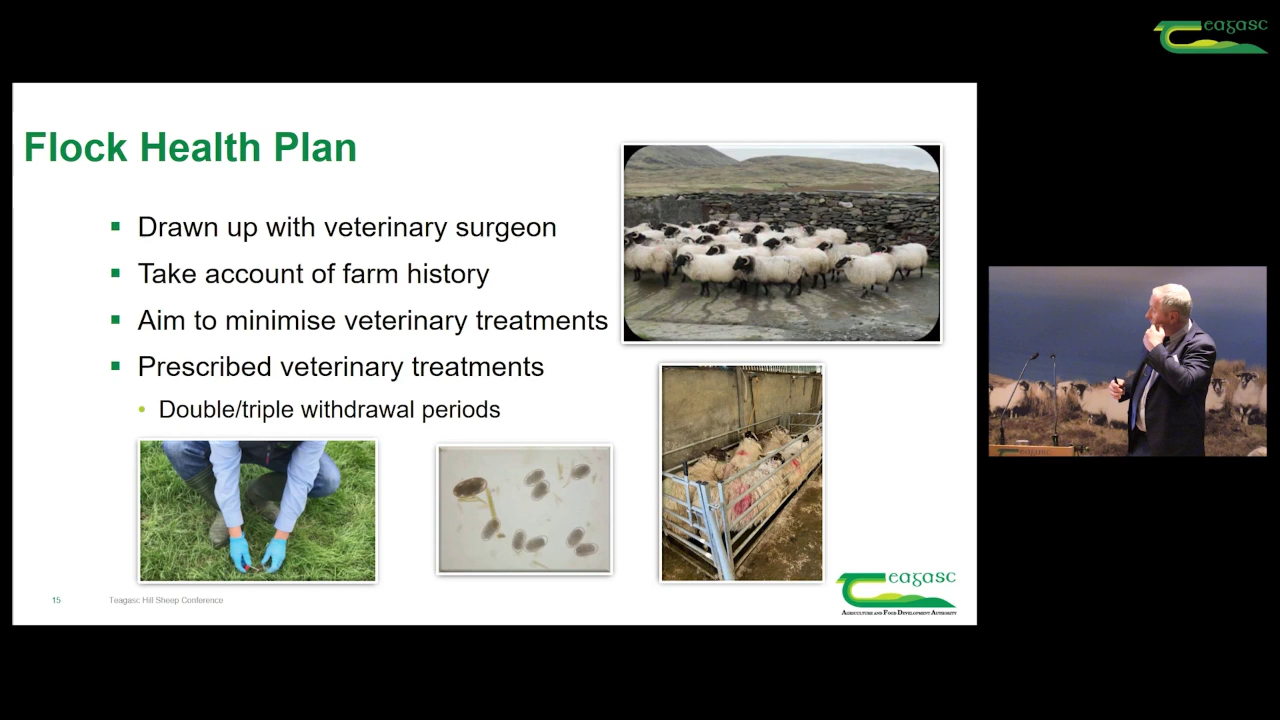 Teagasc
Flock Health Plan
Drawn up with veterinary surgeon
Take account of farm history
Aim to minimise veterinary treatments
Prescribed veterinary treatments
Double/triple withdrawal periods
Teagasc
AGRICULTURE AND FOOD DEVELOPMENT AUTHORITY
15
Teagasc Hill Sheep Conference